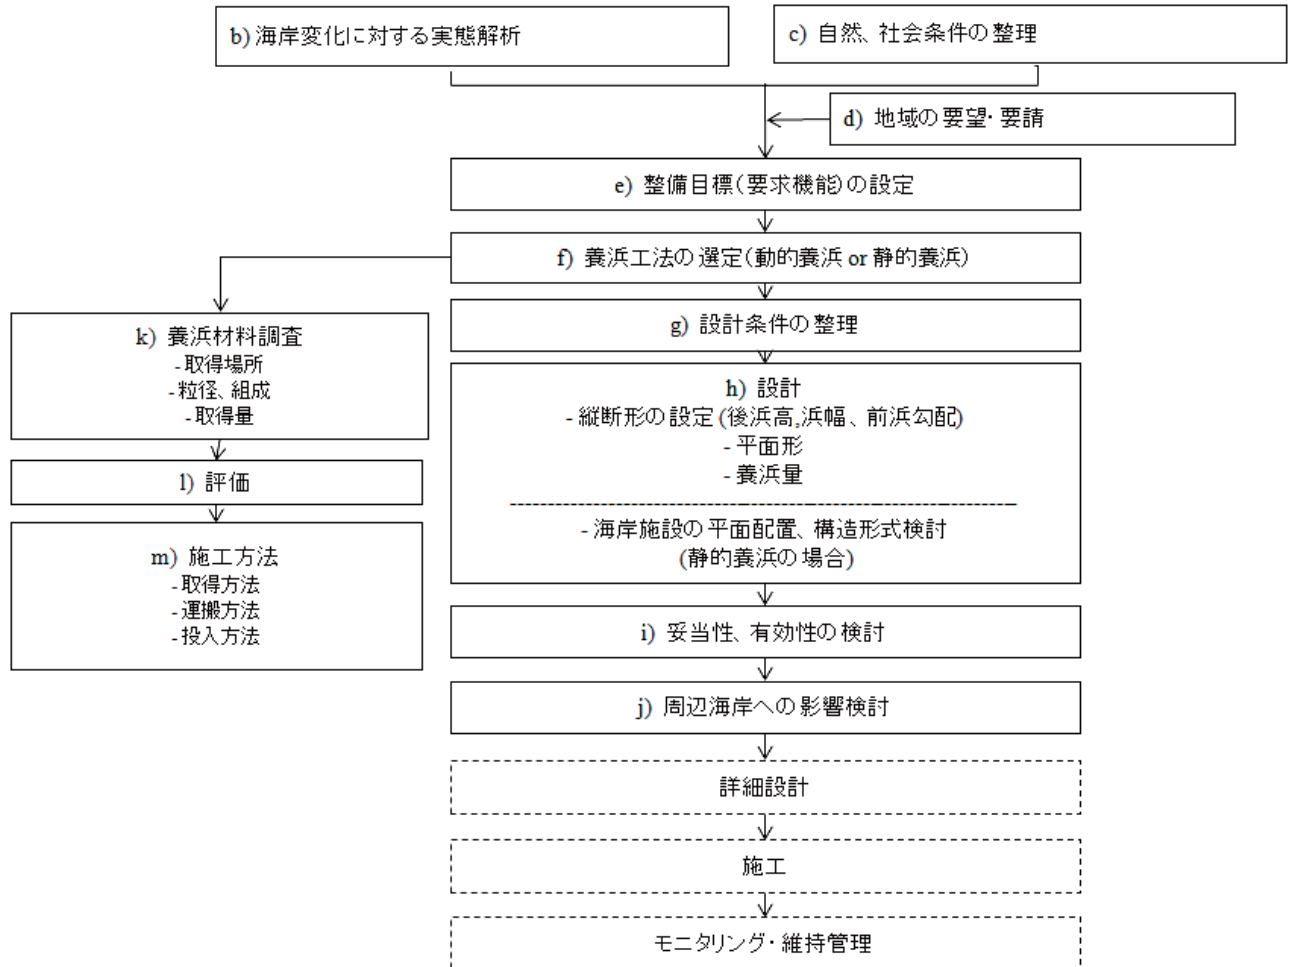 b) 海岸変化に対する実態解析
c) 自然、社会条件の整理
d) 地域の要望・要請
e) 整備目標(要求機能)の設定
f) 養浜工法の選定(動的養浜 or 静的養浜)
g) 設計条件の整理
h) 設計
- 縦断形の設定 (後浜高,浜幅、前浜勾配)
- 平面形
- 養浜量
- 海岸施設の平面配置、構造形式検討
(静的養浜の場合)
i) 妥当性、有効性の検討
j) 周辺海岸への影響検討
詳細設計
施工
モニタリング・維持管理
k) 養浜材料調査
- 取得場所
- 粒径、組成
- 取得量
l) 評価
m) 施工方法
- 取得方法
- 運搬方法
- 投入方法